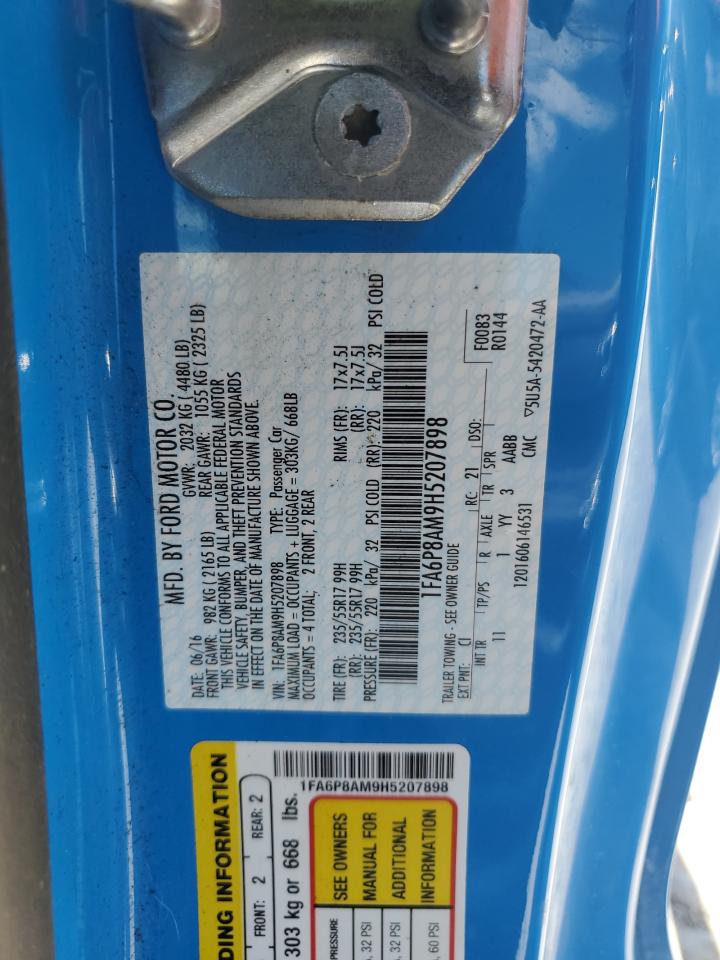 MFD. BY FORD MOTOR CO.
DATE: 06/16 GVWR: 2032 KG ( 4480 LB)
FRONT GAWR: 982 KG ( 2165 LB) REAR GAWR: 1055 KG ( 2325 LB)
THIS VEHICLE CONFORMS TO ALL APPLICABLE FEDERAL MOTOR
VEHICLE SAFETY, BUMPER, AND THEFT PREVENTION STANDARDS
IN EFFECT ON THE DATE OF MANUFACTURE SHOWN ABOVE.
VIN: 1FA6P8AM9H5207898 TYPE: Passenger Car
MAXIMUM LOAD = OCCUPANTS + LUGGAGE = 303KG/ 668LB
OCCUPANTS = 4 TOTAL; 2 FRONT, 2 REAR
TIRE (FR): 235/55R17 99H RIMS (FR): 17x7.5J
(RR): 235/55R17 99H (RR): 17x7.5J
PRESSURE (FR): 220 kPa/ 32 PSI COLD (RR): 220 kPa/ 32 PSI COLD
1FA6P8AM9H5207898
TRAILER TOWING - SEE OWNER GUIDE
F0083
R0144
EXT PNT: CI RC: 21 DSO:
INT TR TP/PS R AXLE TR SPR
11 1 YY 3 AABB
1201606146531 CMC ▽5U5A-5420472-AA
1FA6P8AM9H5207898
DING INFORMATION
FRONT: 2 REAR: 2
303 kg or 668 lbs.
PRESSURE
SEE OWNERS
MANUAL FOR
ADDITIONAL
INFORMATION
, 32 PSI
, 32 PSI
, 60 PSI